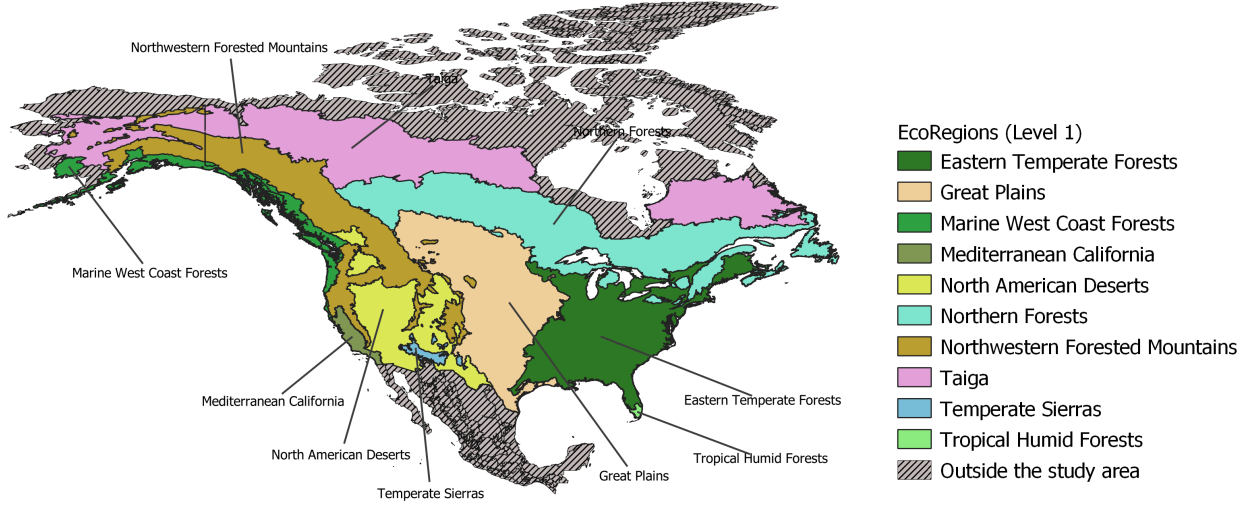 Northwestern Forested Mountains
Taiga
Northern Forests
Marine West Coast Forests
Mediterranean California
North American Deserts
Temperate Sierras
Great Plains
Tropical Humid Forests
Eastern Temperate Forests
EcoRegions (Level 1)
Eastern Temperate Forests
Great Plains
Marine West Coast Forests
Mediterranean California
North American Deserts
Northern Forests
Northwestern Forested Mountains
Taiga
Temperate Sierras
Tropical Humid Forests
Outside the study area